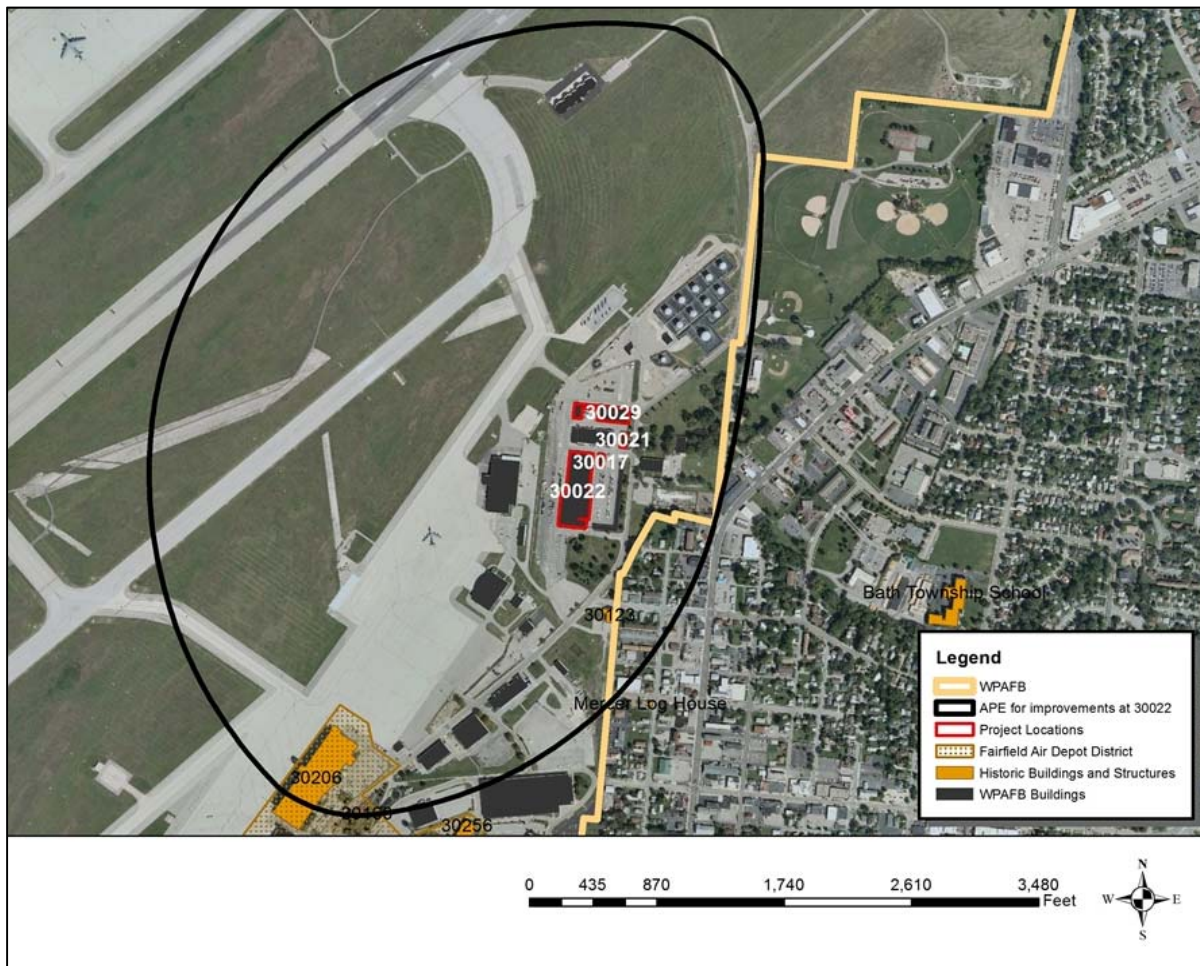 30029
30021
30017
30022
Bath Township School
30123
Mercer Log House
30206
30256
Legend
WPAFB
APE for improvements at 30022
Project Locations
Fairfield Air Depot District
Historic Buildings and Structures
WPAFB Buildings
0 435 870 1,740 2,610 3,480
Feet
N
W E
S